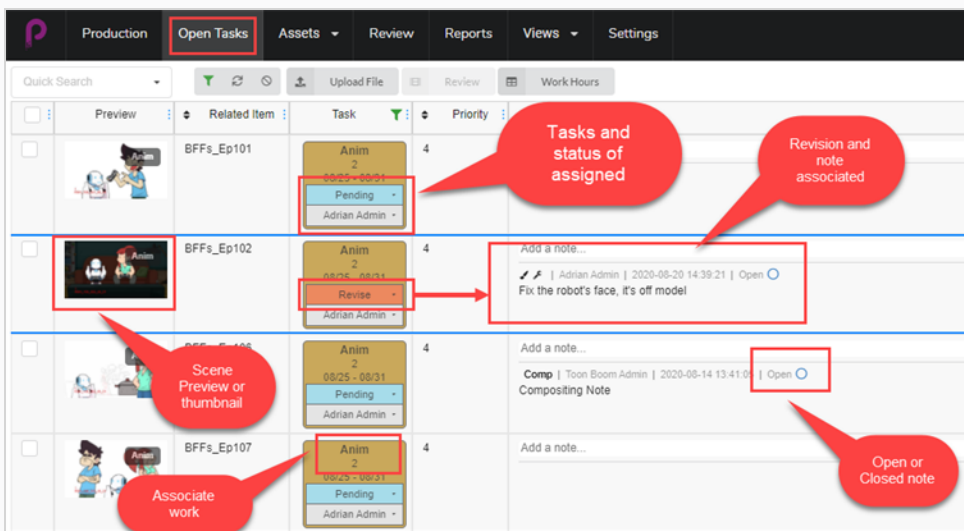 Production Open Tasks Assets Review Reports Views Settings
Quick Search Upload File Review Work Hours
Preview Related Item Task Priority
Anim
BFFs_Ep101
Anim
2
08/25 - 08/31
Pending
Adrian Admin
4
Tasks and
status of
assigned
Revision and
note
associated
Anim
BFFs_Ep102
Anim
2
08/25 - 08/31
Revise
Adrian Admin
4
Add a note...
| Adrian Admin | 2020-08-20 14:39:21 | Open
Fix the robot's face, it's off model
Scene
Preview or
thumbnail
Anim
2
08/25 - 08/31
Pending
Adrian Admin
4
Add a note...
Comp | Toon Boom Admin | 2020-08-14 13:41:09 | Open
Compositing Note
Anim
BFFs_Ep107
Anim
2
08/25 - 08/31
Pending
Adrian Admin
4
Add a note...
Associate
work
Open or
Closed note